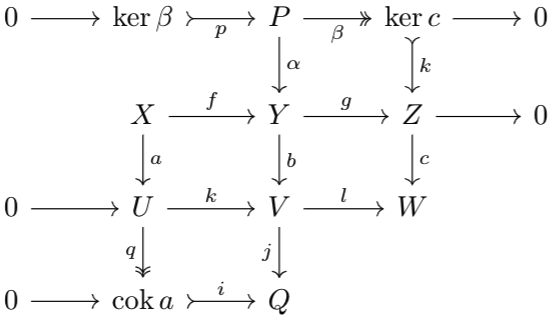 0 ker β P ker c 0
p β
α k
f g
X Y Z 0
a b c
k l
0 U V W
q j
i
0 cok a Q